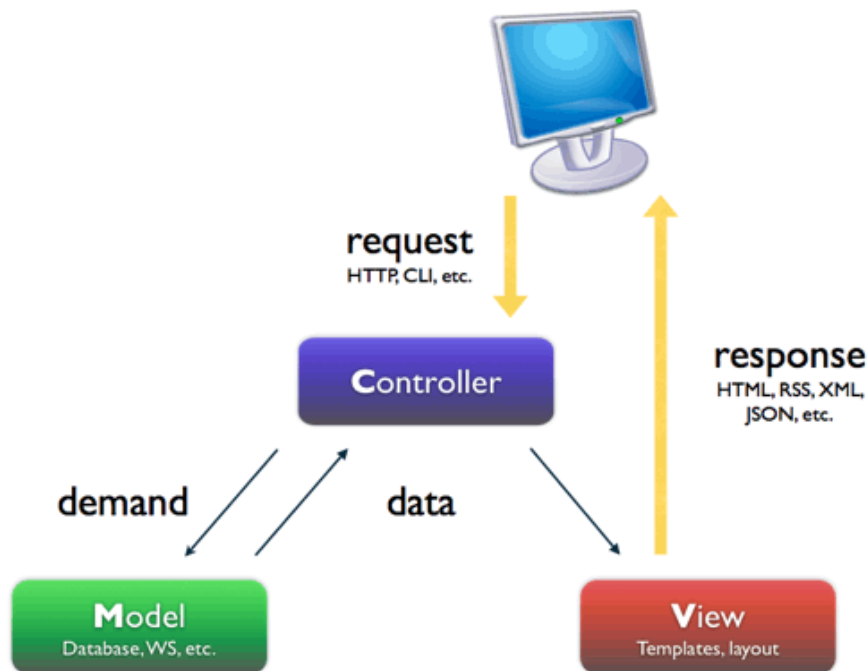 request
HTTP, CLI, etc.
Controller
response
HTML, RSS, XML,
JSON, etc.
demand
data
Model
Database, WS, etc.
View
Templates, layout